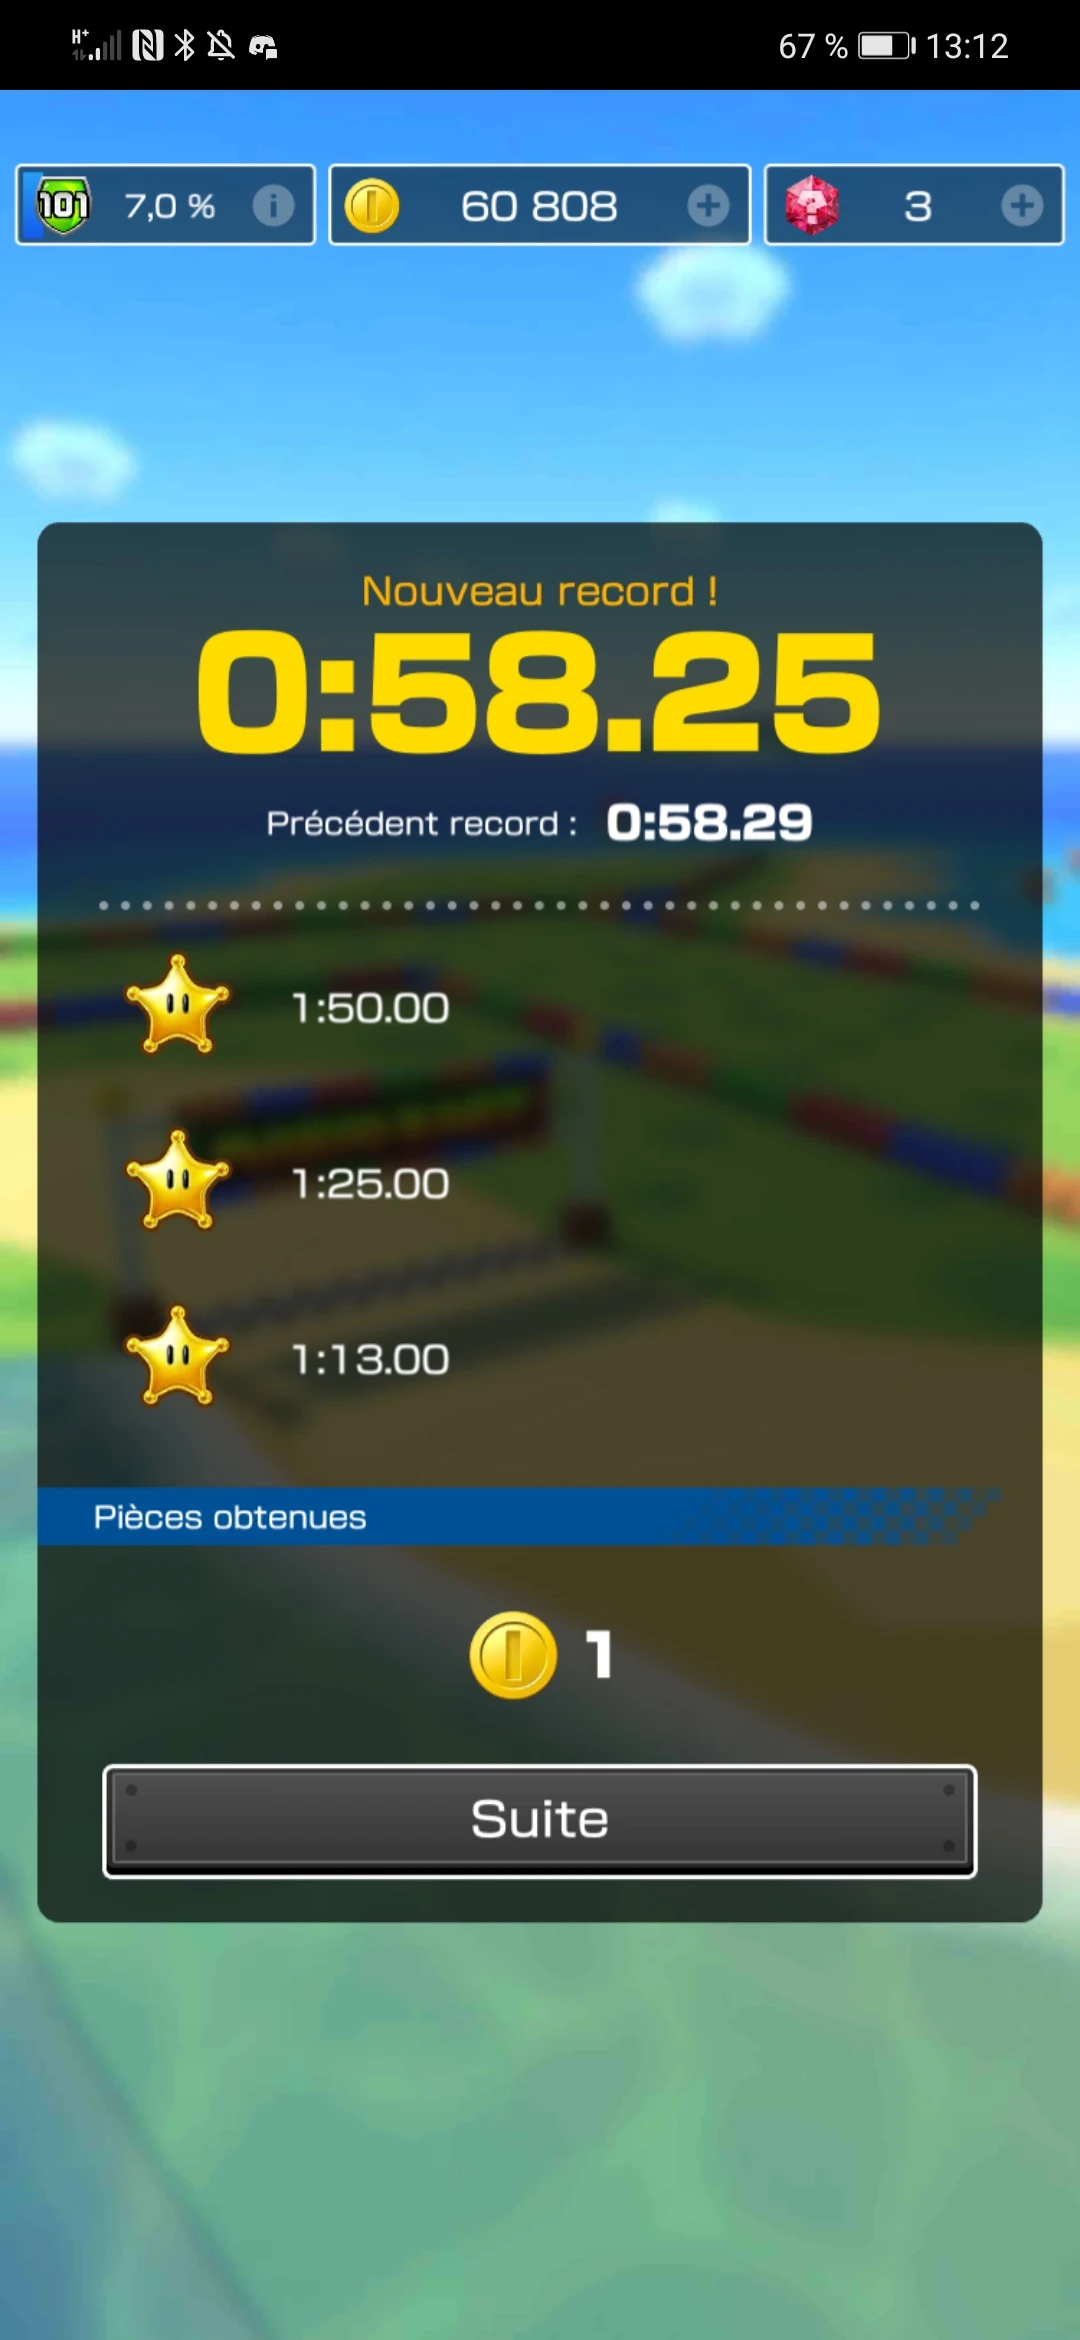 H+ 67 % 13:12
101 7,0 % i 60 808 + ? 3 +
Nouveau record !
0:58.25
Précédent record : 0:58.29
1:50.00
1:25.00
1:13.00
Pièces obtenues
1
Suite